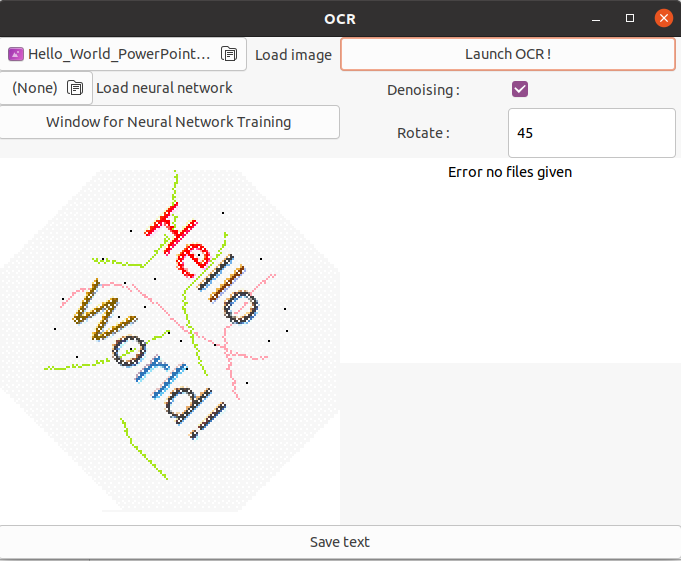 OCR
Hello_World_PowerPoint... Load image Launch OCR !
(None) Load neural network Denoising :
Window for Neural Network Training
Rotate : 45
Error no files given
Hello
World!
Save text